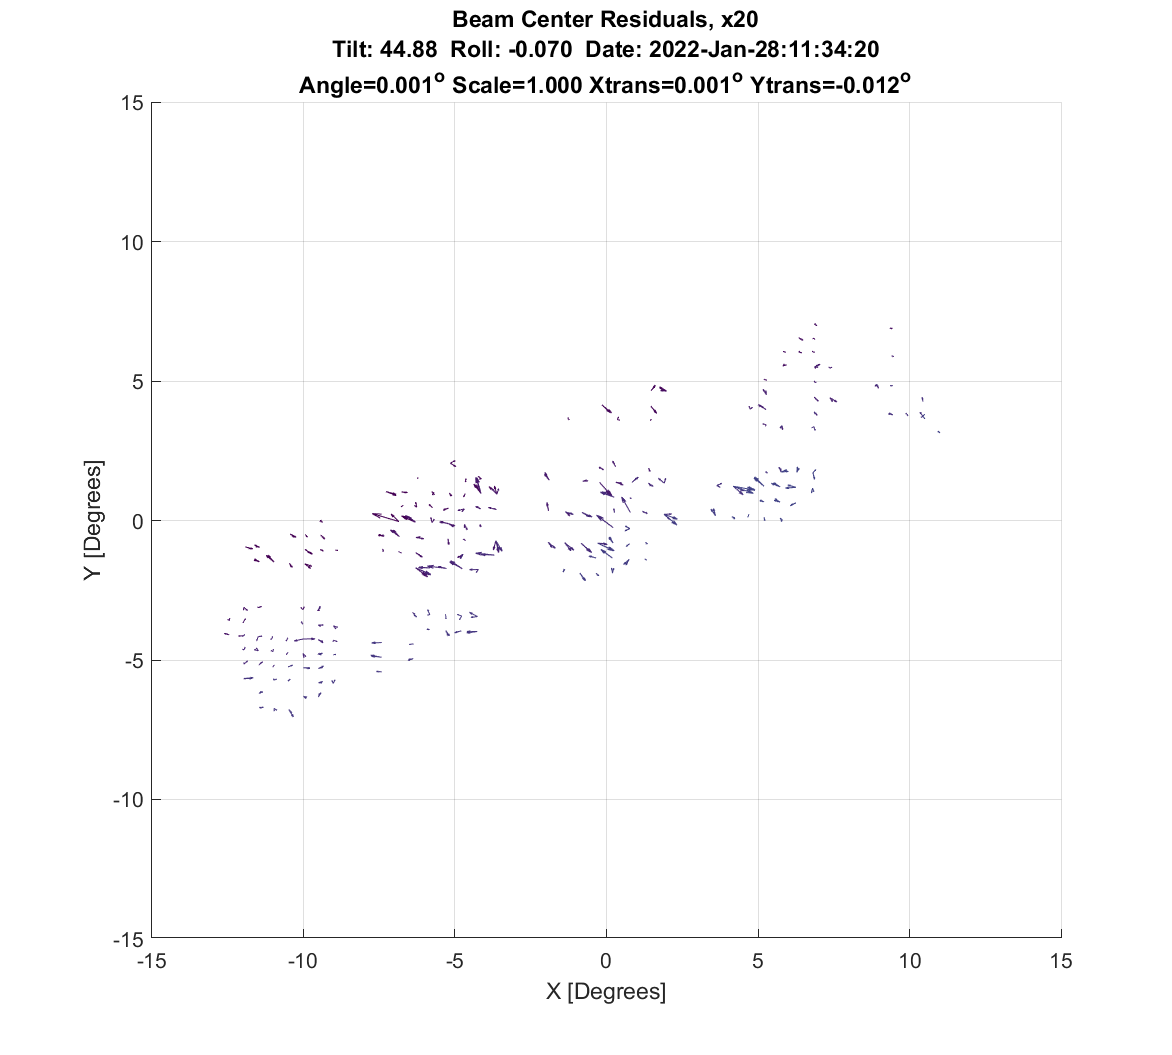 Beam Center Residuals, x20
Tilt: 44.88 Roll: -0.070 Date: 2022-Jan-28:11:34:20
Angle=0.001° Scale=1.000 Xtrans=0.001° Ytrans=-0.012°
15
10
5
0
-5
-10
-15
Y [Degrees]
-15 -10 -5 0 5 10 15
X [Degrees]